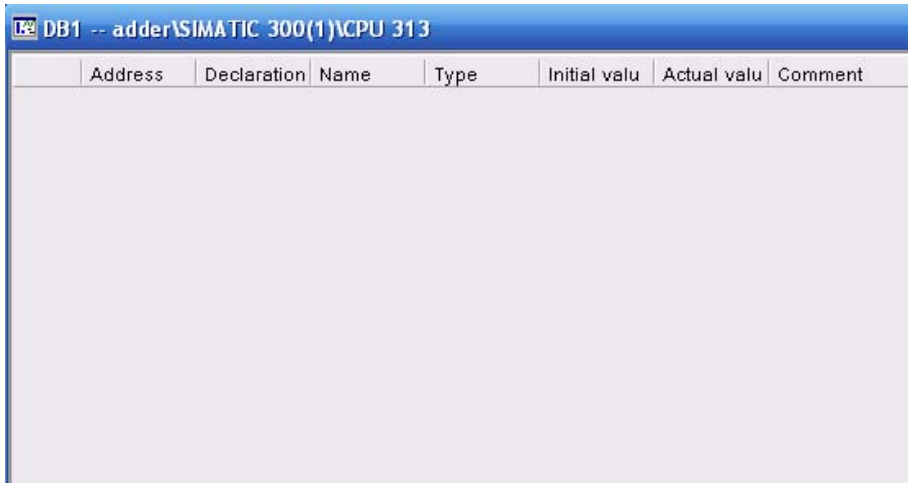 DB1 -- adder\SIMATIC 300(1)\CPU 313
Address Declaration Name Type Initial valu Actual valu Comment